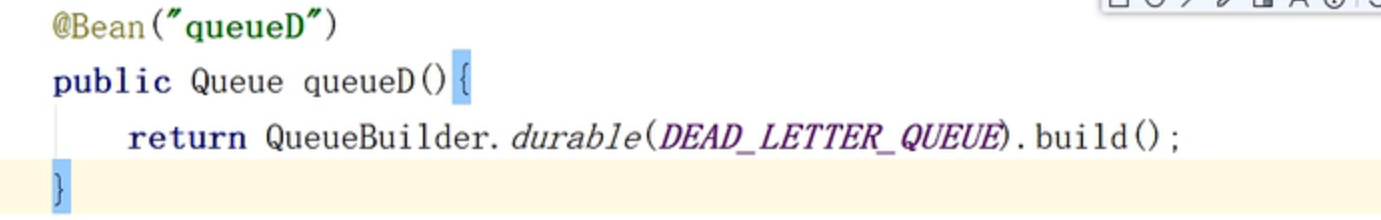 @Bean("queueD")
public Queue queueD(){
return QueueBuilder.durable(DEAD_LETTER_QUEUE).build();
}